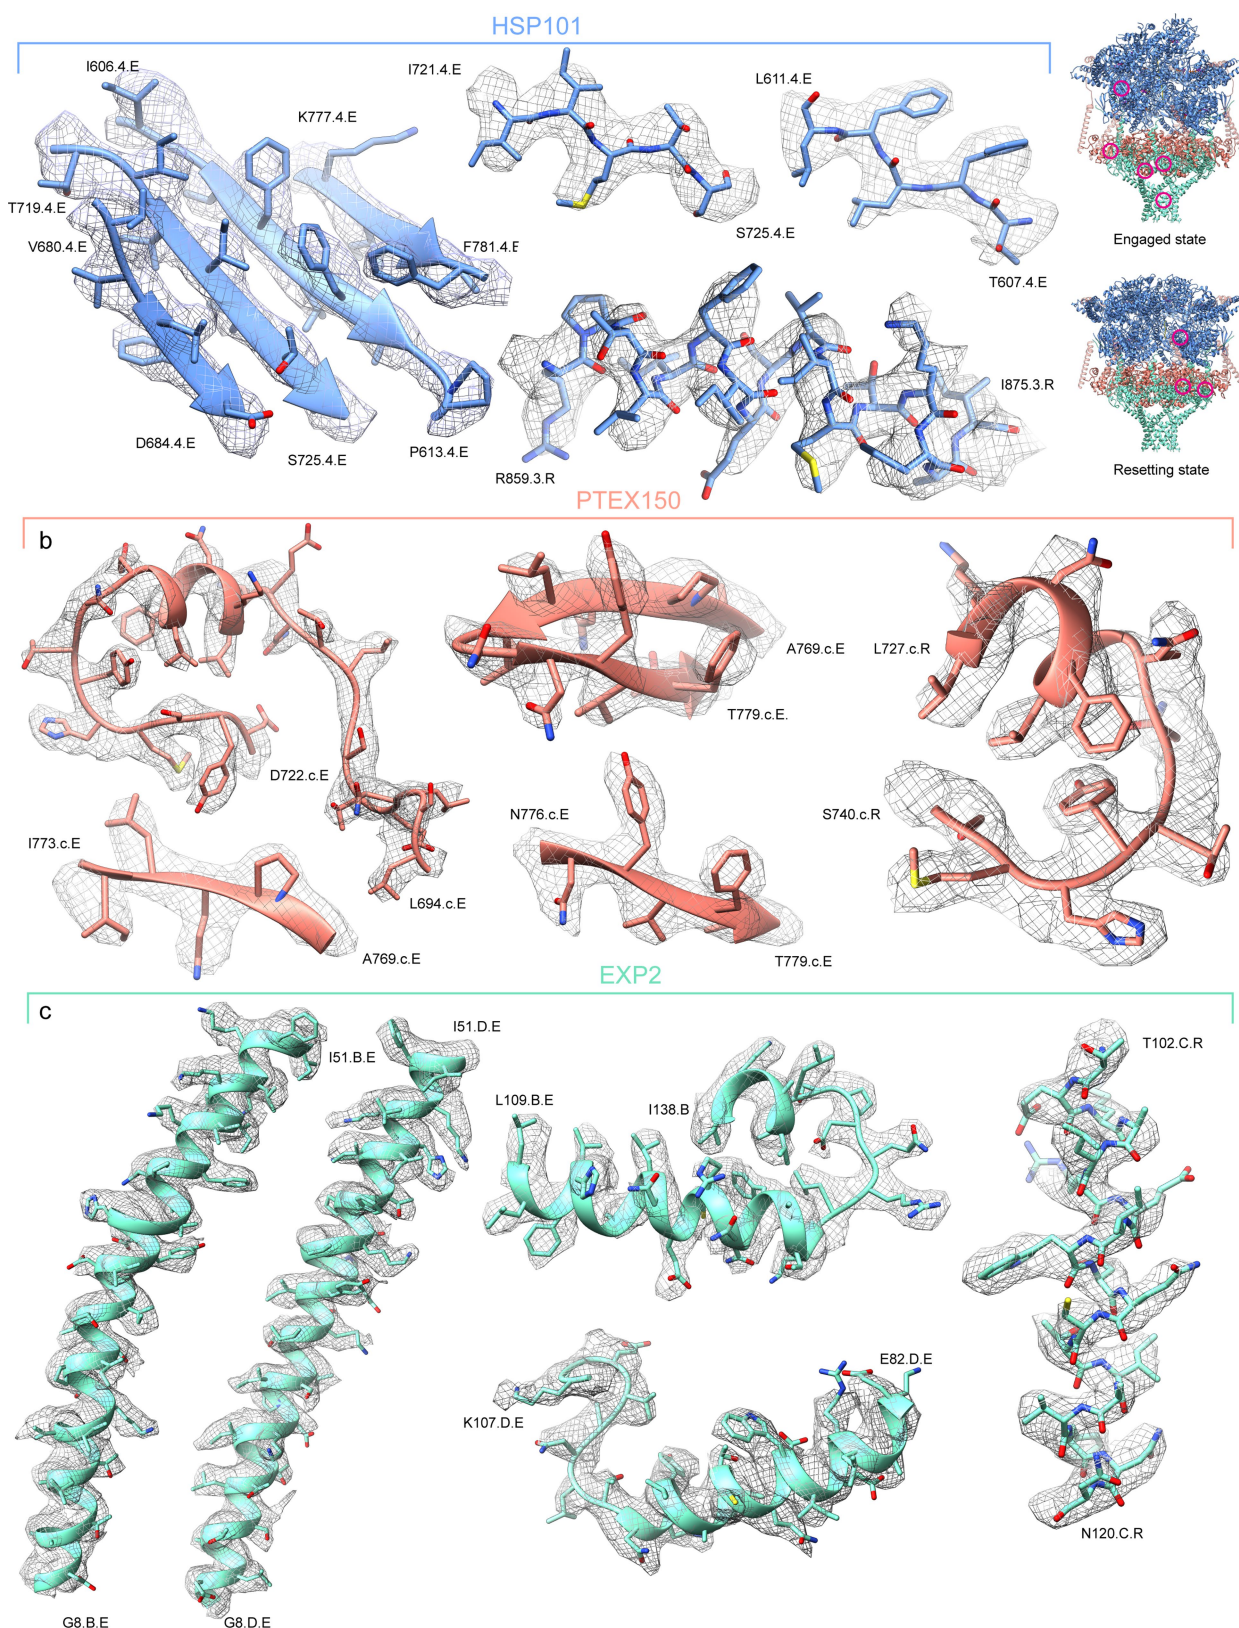 HSP101
I606.4.E
K777.4.E
T719.4.E
V680.4.E
F781.4.E
D684.4.E
S725.4.E
P613.4.E
I721.4.E
S725.4.E
L611.4.E
T607.4.E
R859.3.R
I875.3.R
Engaged state
Resetting state
PTEX150
b
D722.c.E
L694.c.E
I773.c.E
A769.c.E
A769.c.E
T779.c.E.
N776.c.E
T779.c.E
L727.c.R
S740.c.R
EXP2
c
I51.B.E
I51.D.E
G8.B.E
G8.D.E
L109.B.E
I138.B
K107.D.E
E82.D.E
T102.C.R
N120.C.R